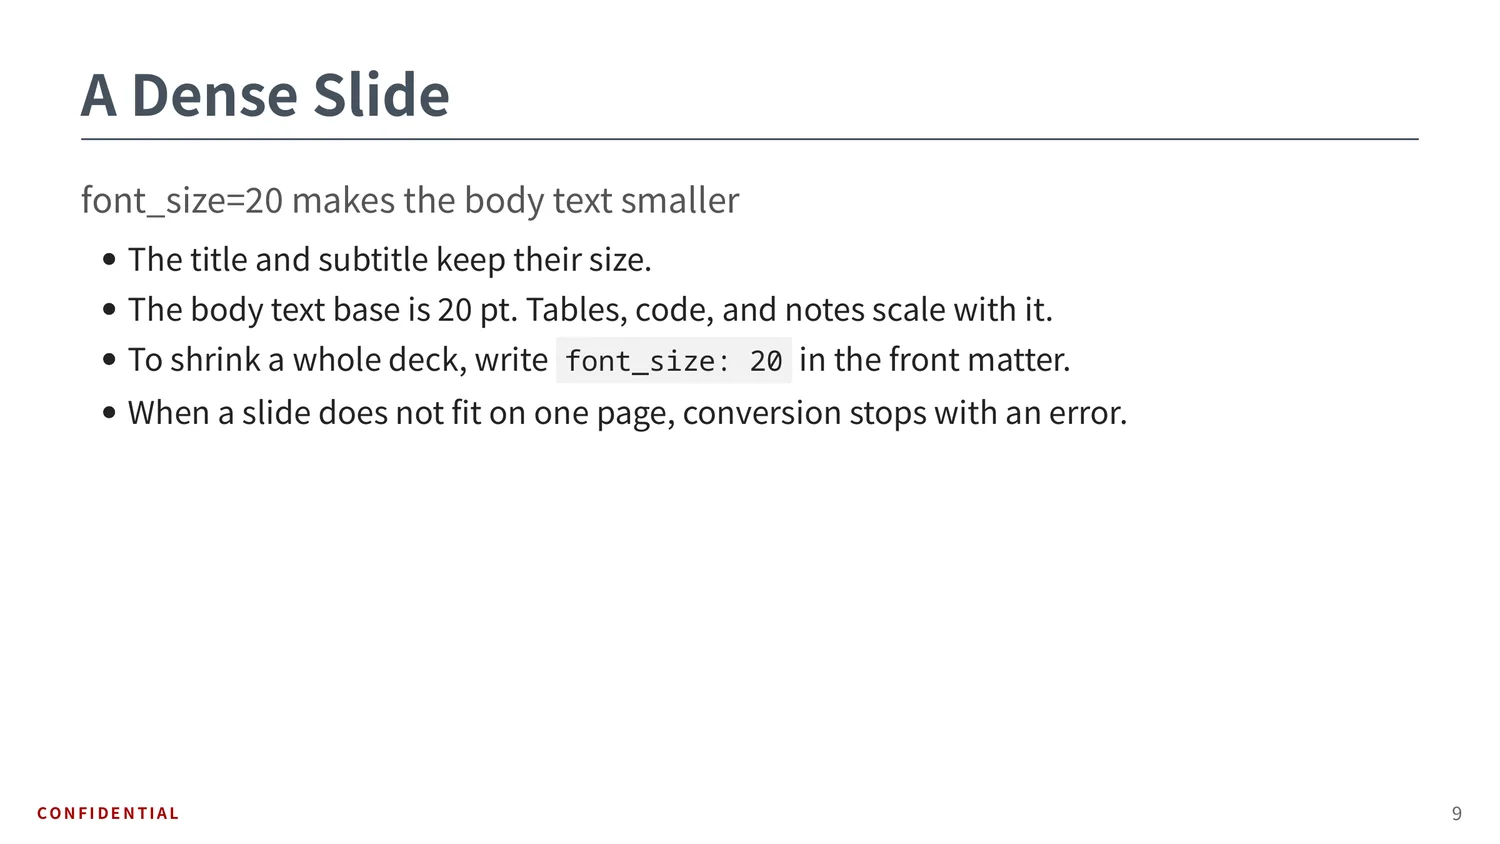 A Dense Slide
font_size=20 makes the body text smaller
• The title and subtitle keep their size.
• The body text base is 20 pt. Tables, code, and notes scale with it.
• To shrink a whole deck, write font_size: 20 in the front matter.
• When a slide does not fit on one page, conversion stops with an error.
CONFIDENTIAL
9